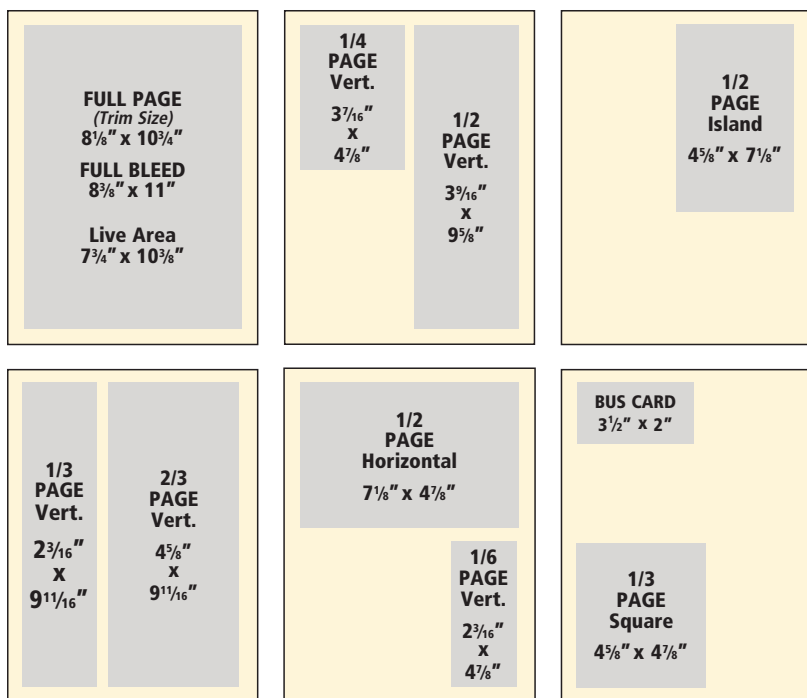 FULL PAGE
(Trim Size)
8⅛” x 10¾”
FULL BLEED
8⅜” x 11”
Live Area
7¾” x 10⅜”
1/4
PAGE
Vert.
3⁷⁄₁₆”
x
4⅞”
1/2
PAGE
Vert.
3⁹⁄₁₆”
x
9⅝”
1/2
PAGE
Island
4⅝” x 7⅛”
1/3
PAGE
Vert.
2³⁄₁₆”
x
9¹¹⁄₁₆”
2/3
PAGE
Vert.
4⅝”
x
9¹¹⁄₁₆”
1/2
PAGE
Horizontal
7⅛” x 4⅞”
1/6
PAGE
Vert.
2³⁄₁₆”
x
4⅞”
BUS CARD
3½” x 2”
1/3
PAGE
Square
4⅝” x 4⅞”